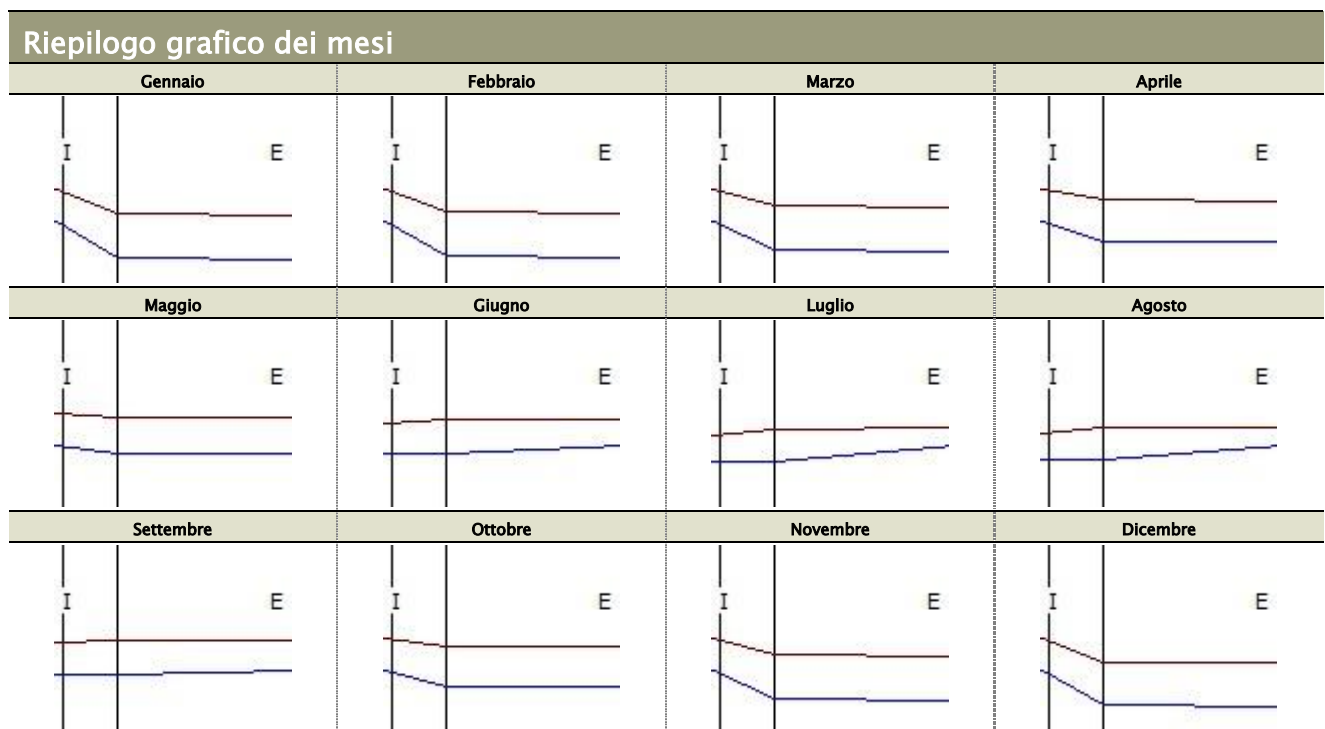 Riepilogo grafico dei mesi
Gennaio Febbraio Marzo Aprile
I E I E I E I E
Maggio Giugno Luglio Agosto
I E I E I E I E
Settembre Ottobre Novembre Dicembre
I E I E I E I E